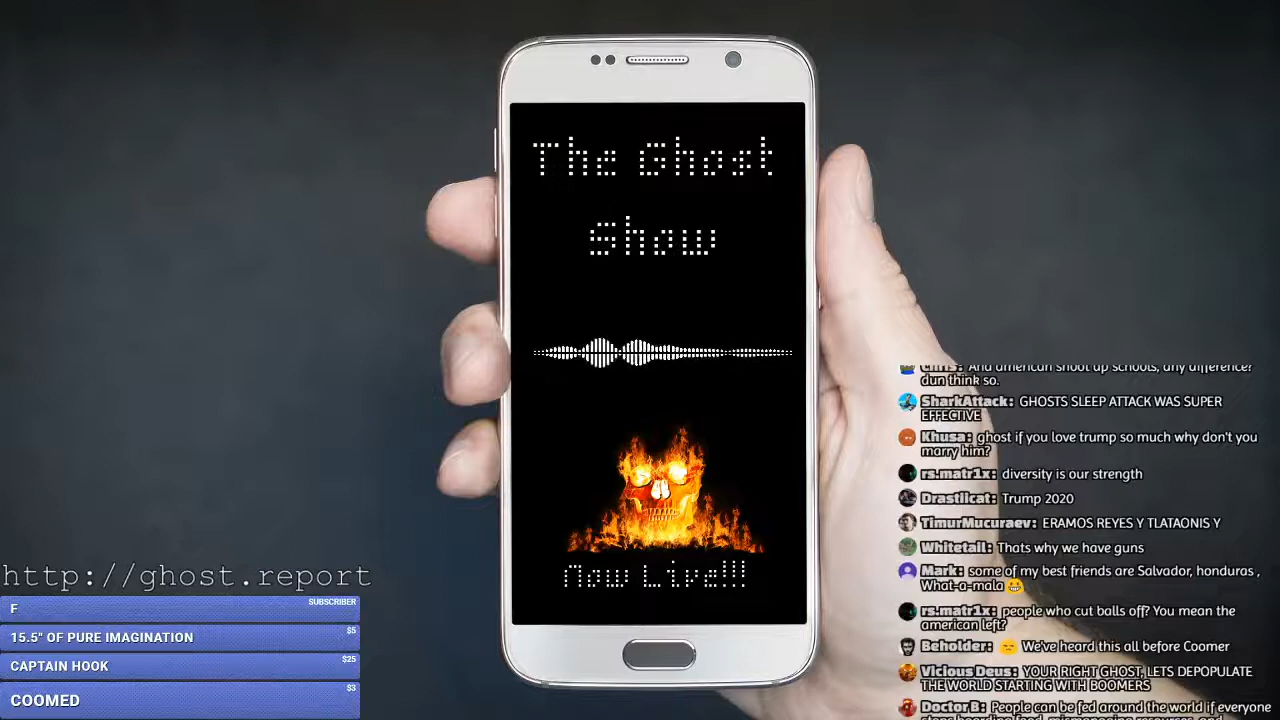 The Ghost
Show
Now Live!!!
http://ghost.report
F
SUBSCRIBER
15.5" OF PURE IMAGINATION
$5
CAPTAIN HOOK
$25
COOMED
$3
Chris: And american shoot up schools, any difference?
dun think so.
SharkAttack: GHOSTS SLEEP ATTACK WAS SUPER
EFFECTIVE
Khusa: ghost if you love trump so much why don't you
marry him?
rs.matr1x: diversity is our strength
Drastiicat: Trump 2020
TimurMucuraev: ERAMOS REYES Y TLATAONIS Y
Whitetail: Thats why we have guns
Mark: some of my best friends are Salvador, honduras ,
What-a-mala
rs.matr1x: people who cut balls off? You mean the
american left?
Beholder: We've heard this all before Coomer
Vicious Deus: YOUR RIGHT GHOST, LETS DEPOPULATE
THE WORLD STARTING WITH BOOMERS
Doctor B: People can be fed around the world if everyone